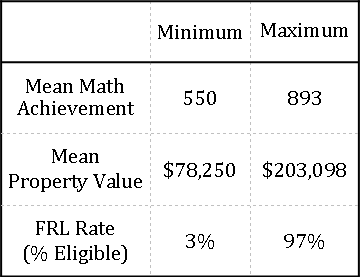 Minimum Maximum
Mean Math
Achievement
550 893
Mean
Property Value
$78,250 $203,098
FRL Rate
(% Eligible)
3% 97%